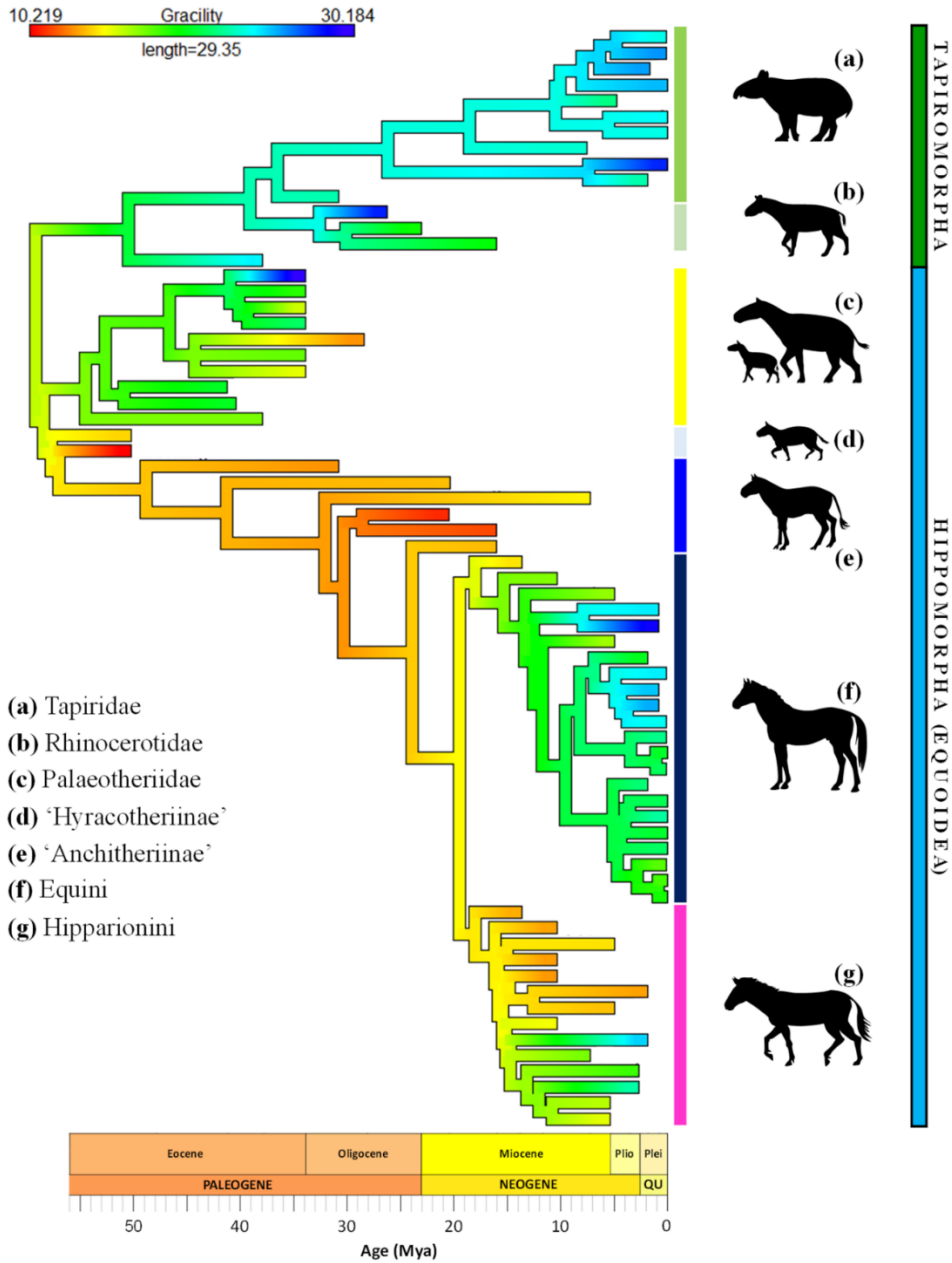 10.219 Gracility 30.184
length=29.35
(a)
(b)
(c)
(d)
(e)
(f)
(g)
TAPIROMORPHA
HIPPOMORPHA (EQUOIDEA)
(a) Tapiridae
(b) Rhinocerotidae
(c) Palaeotheriidae
(d) ‘Hyracotheriinae’
(e) ‘Anchitheriinae’
(f) Equini
(g) Hipparionini
Eocene Oligocene Miocene Plio Plei
PALEOGENE NEOGENE QU
50 40 30 20 10 0
Age (Mya)